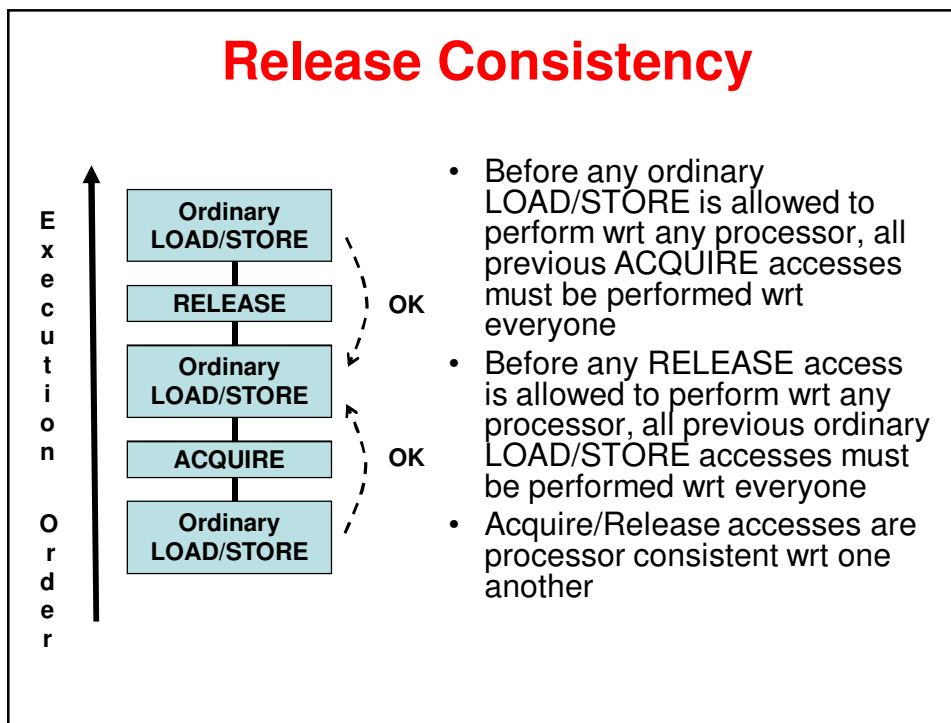 Release Consistency
Execution Order
Ordinary
LOAD/STORE
RELEASE
OK
Ordinary
LOAD/STORE
ACQUIRE
OK
Ordinary
LOAD/STORE
• Before any ordinary
LOAD/STORE is allowed to
perform wrt any processor, all
previous ACQUIRE accesses
must be performed wrt
everyone
• Before any RELEASE access
is allowed to perform wrt any
processor, all previous ordinary
LOAD/STORE accesses must
be performed wrt everyone
• Acquire/Release accesses are
processor consistent wrt one
another